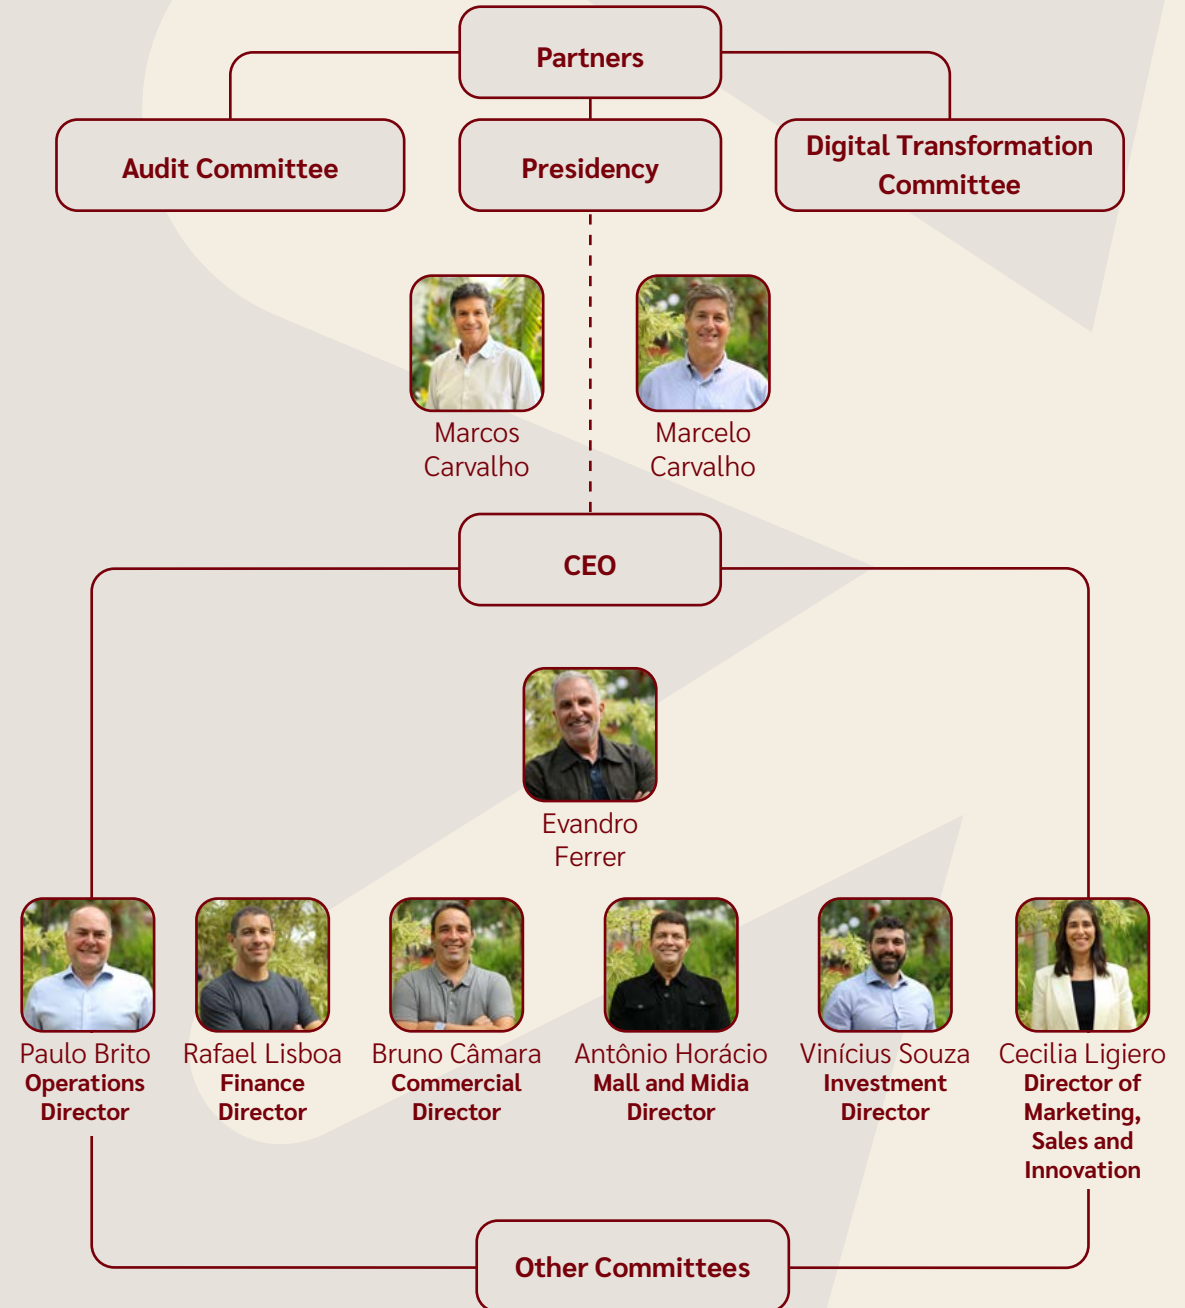 Partners
Audit Committee
Presidency
Digital Transformation
Committee
Marcos
Carvalho
Marcelo
Carvalho
CEO
Evandro
Ferrer
Paulo Brito
Operations
Director
Rafael Lisboa
Finance
Director
Bruno Câmara
Commercial
Director
Antônio Horácio
Mall and Midia
Director
Vinícius Souza
Investment
Director
Cecilia Ligiero
Director of
Marketing,
Sales and
Innovation
Other Committees